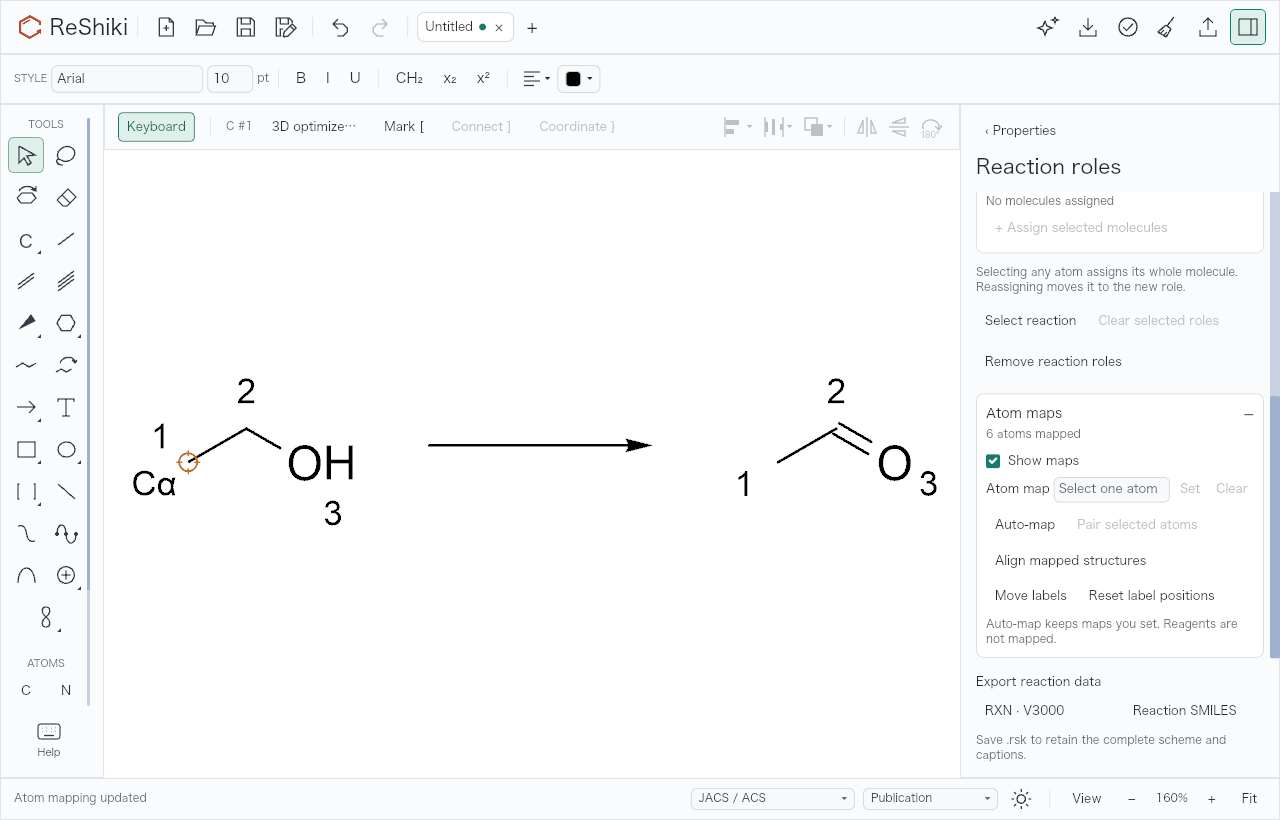 ReShiki
Untitled
STYLE Arial 10 pt B I U CH₂ x₂ x²
TOOLS
Keyboard C #1 3D optimize··· Mark [ Connect ] Coordinate ]
180°
C
T
ATOMS
C N
Help
1
2
Cα
OH
3
2
1
O 3
‹ Properties
Reaction roles
No molecules assigned
+ Assign selected molecules
Selecting any atom assigns its whole molecule.
Reassigning moves it to the new role.
Select reaction Clear selected roles
Remove reaction roles
Atom maps
6 atoms mapped
Show maps
Atom map Select one atom Set Clear
Auto-map Pair selected atoms
Align mapped structures
Move labels Reset label positions
Auto-map keeps maps you set. Reagents are
not mapped.
Export reaction data
RXN · V3000 Reaction SMILES
Save .rsk to retain the complete scheme and
captions.
Atom mapping updated JACS / ACS Publication View − 160% + Fit